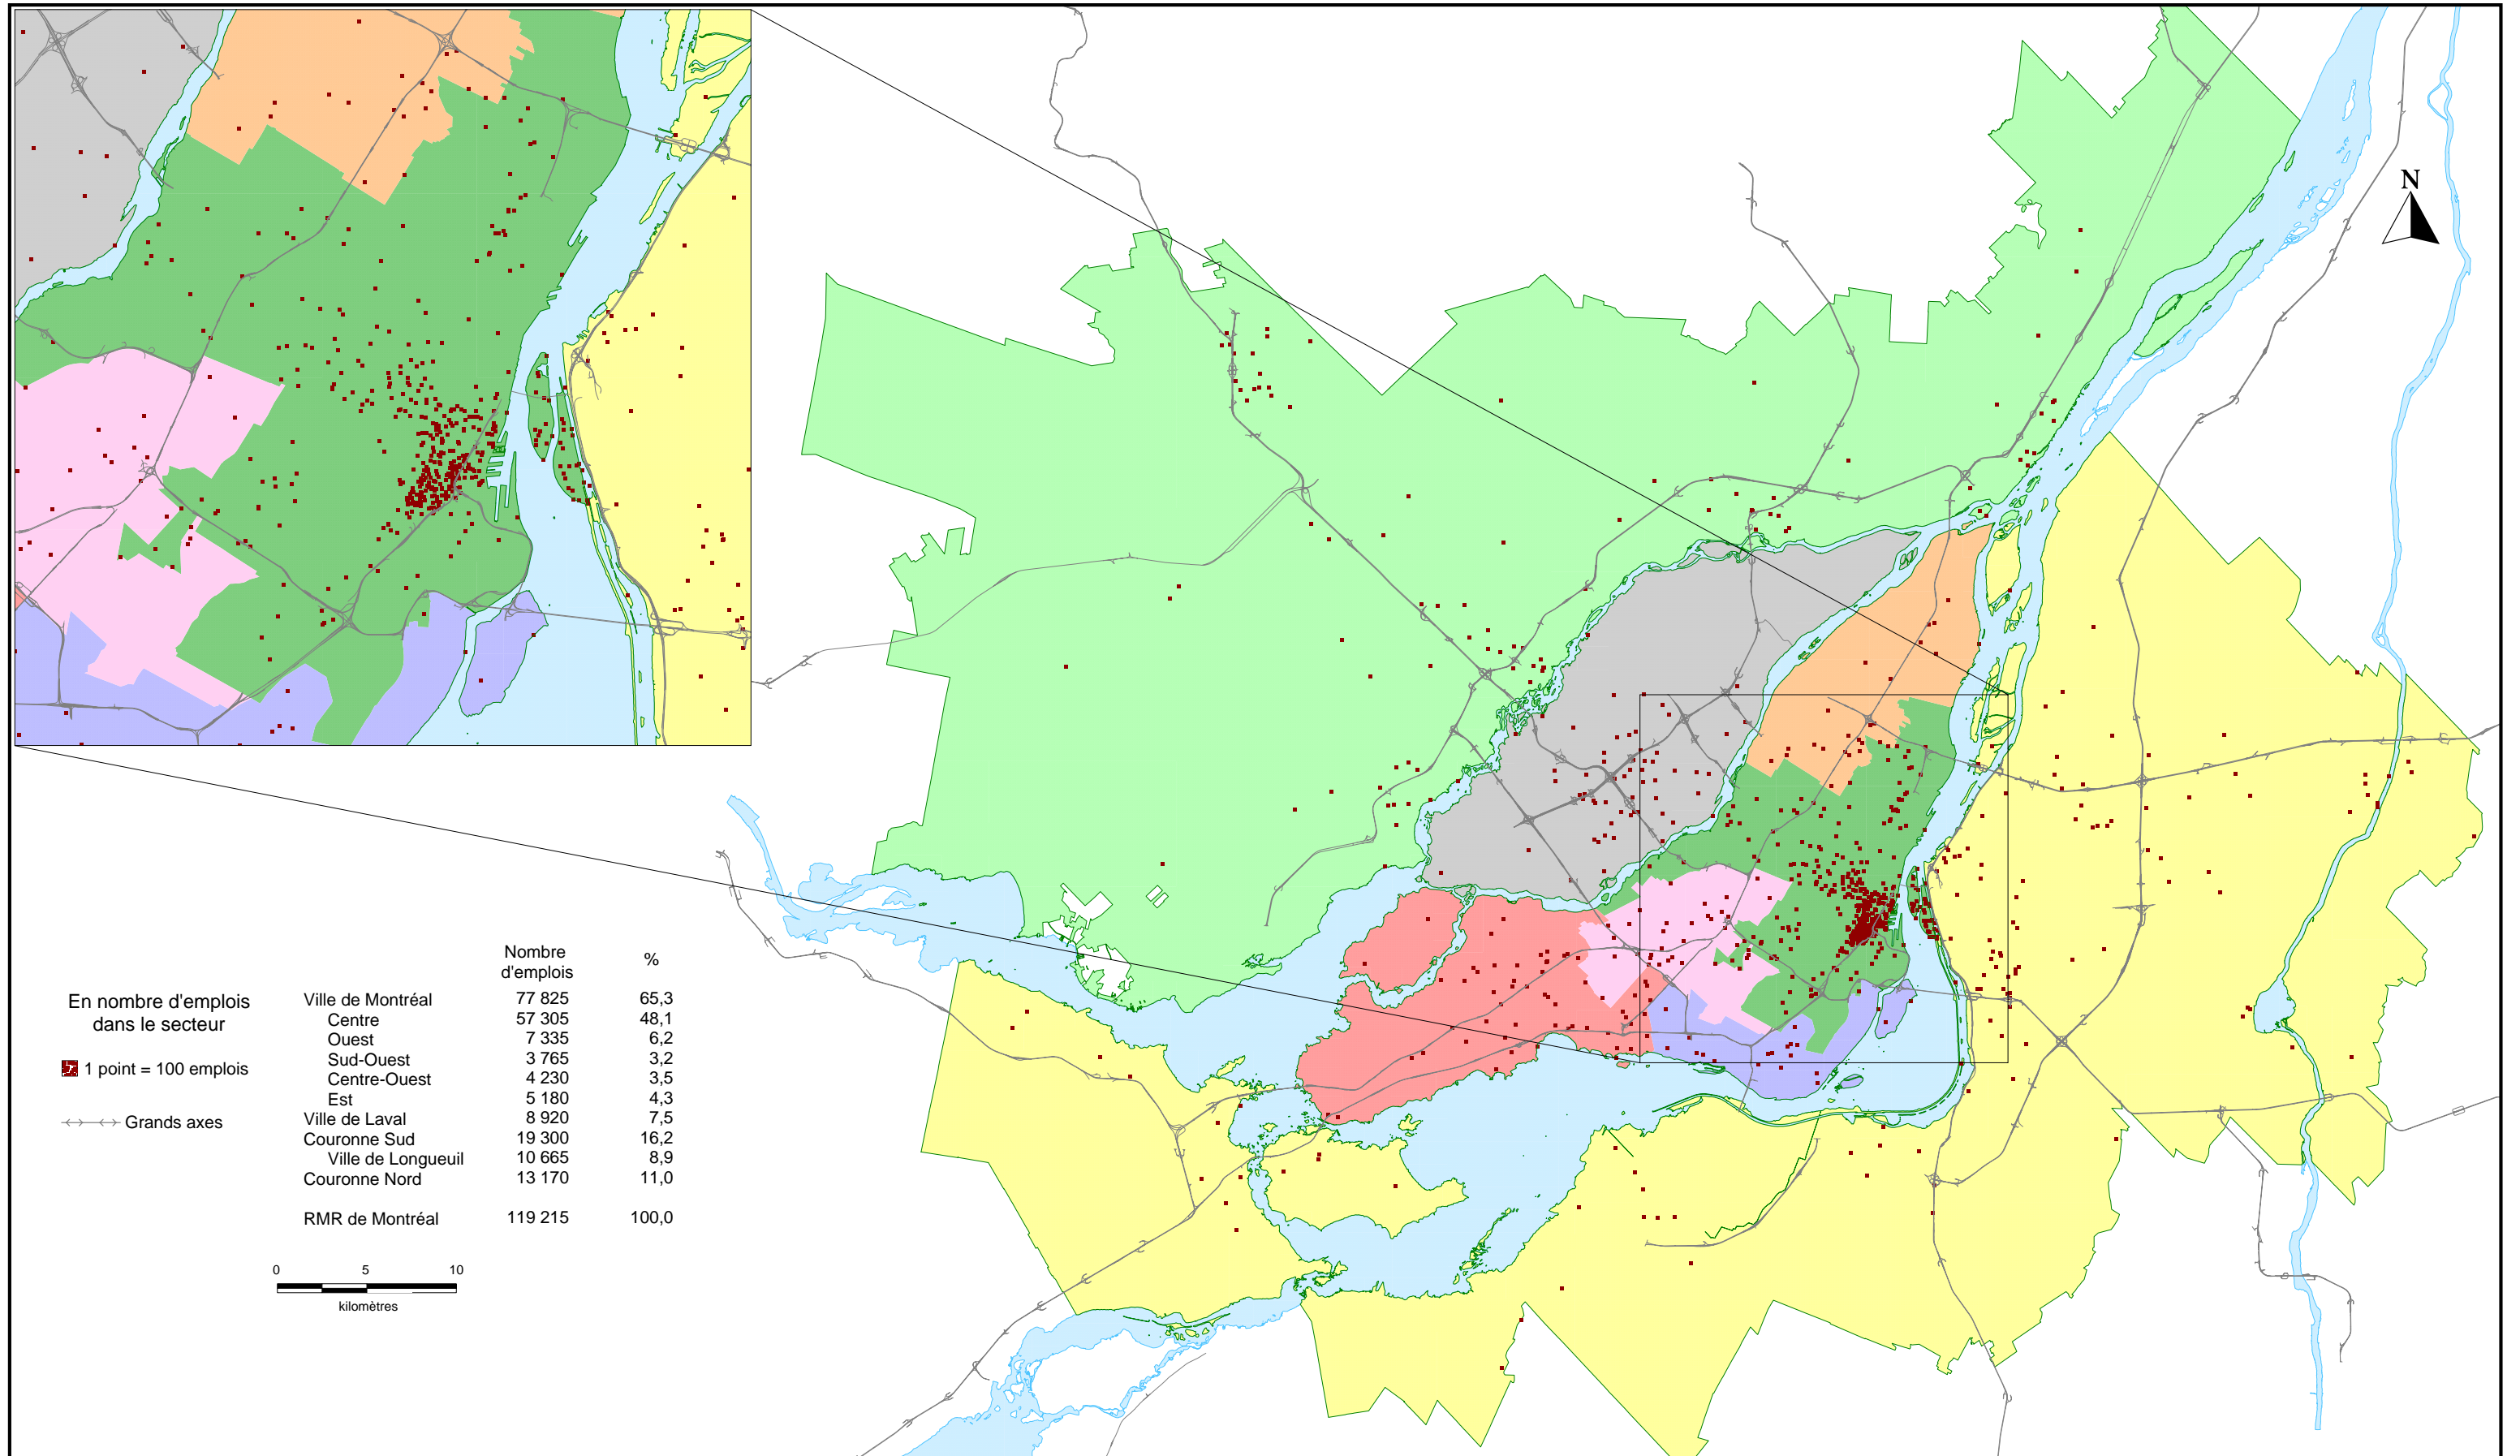 N
Nombre
d'emplois
%
En nombre d'emplois
dans le secteur
1 point = 100 emplois
Grands axes
Ville de Montréal 77 825 65,3
Centre 57 305 48,1
Ouest 7 335 6,2
Sud-Ouest 3 765 3,2
Centre-Ouest 4 230 3,5
Est 5 180 4,3
Ville de Laval 8 920 7,5
Couronne Sud 19 300 16,2
Ville de Longueuil 10 665 8,9
Couronne Nord 13 170 11,0
RMR de Montréal 119 215 100,0
0 5 10
kilomètres